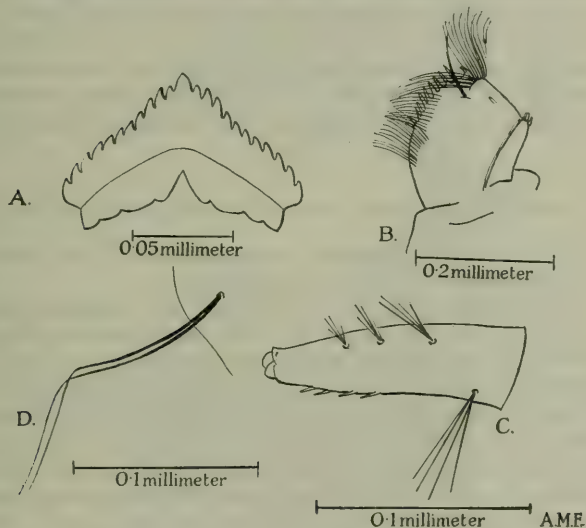 A.
0·05 millimeter
B.
0·2 millimeter
D.
0·1 millimeter
C.
0·1 millimeter
A.M.F.